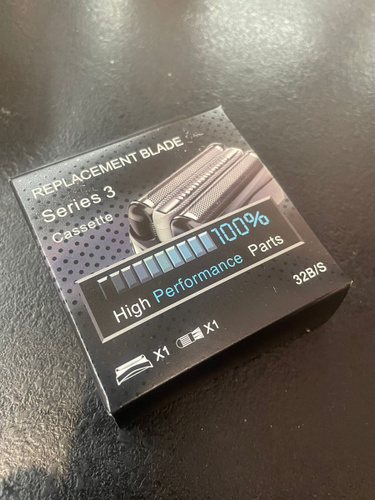 REPLACEMENT BLADE
Series 3
Cassette
100%
High Performance Parts
32B/S
X1 X1